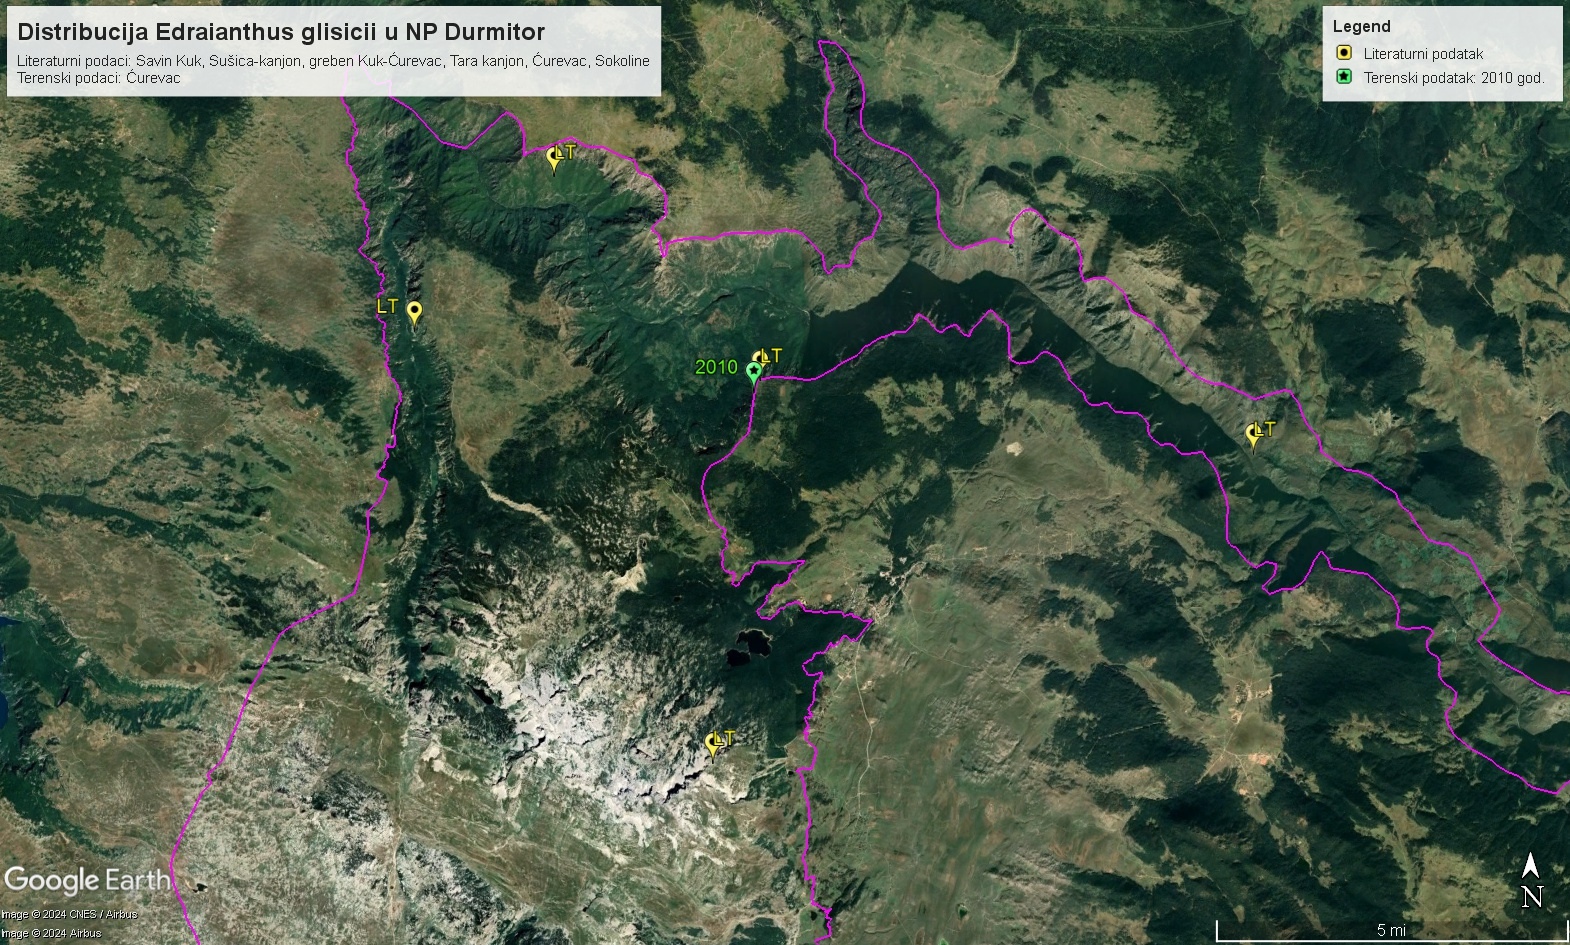 Distribucija Edraianthus glisicii u NP Durmitor
Literaturni podaci: Savin Kuk, Sušica-kanjon, greben Kuk-Ćurevac, Tara kanjon, Ćurevac, Sokoline
Terenski podaci: Ćurevac
Legend
Literaturni podatak
Terenski podatak: 2010 god.
LT
LT
LT
2010
LT
LT
Google Earth
Image © 2024 CNES / Airbus
Image © 2024 Airbus
N
5 mi